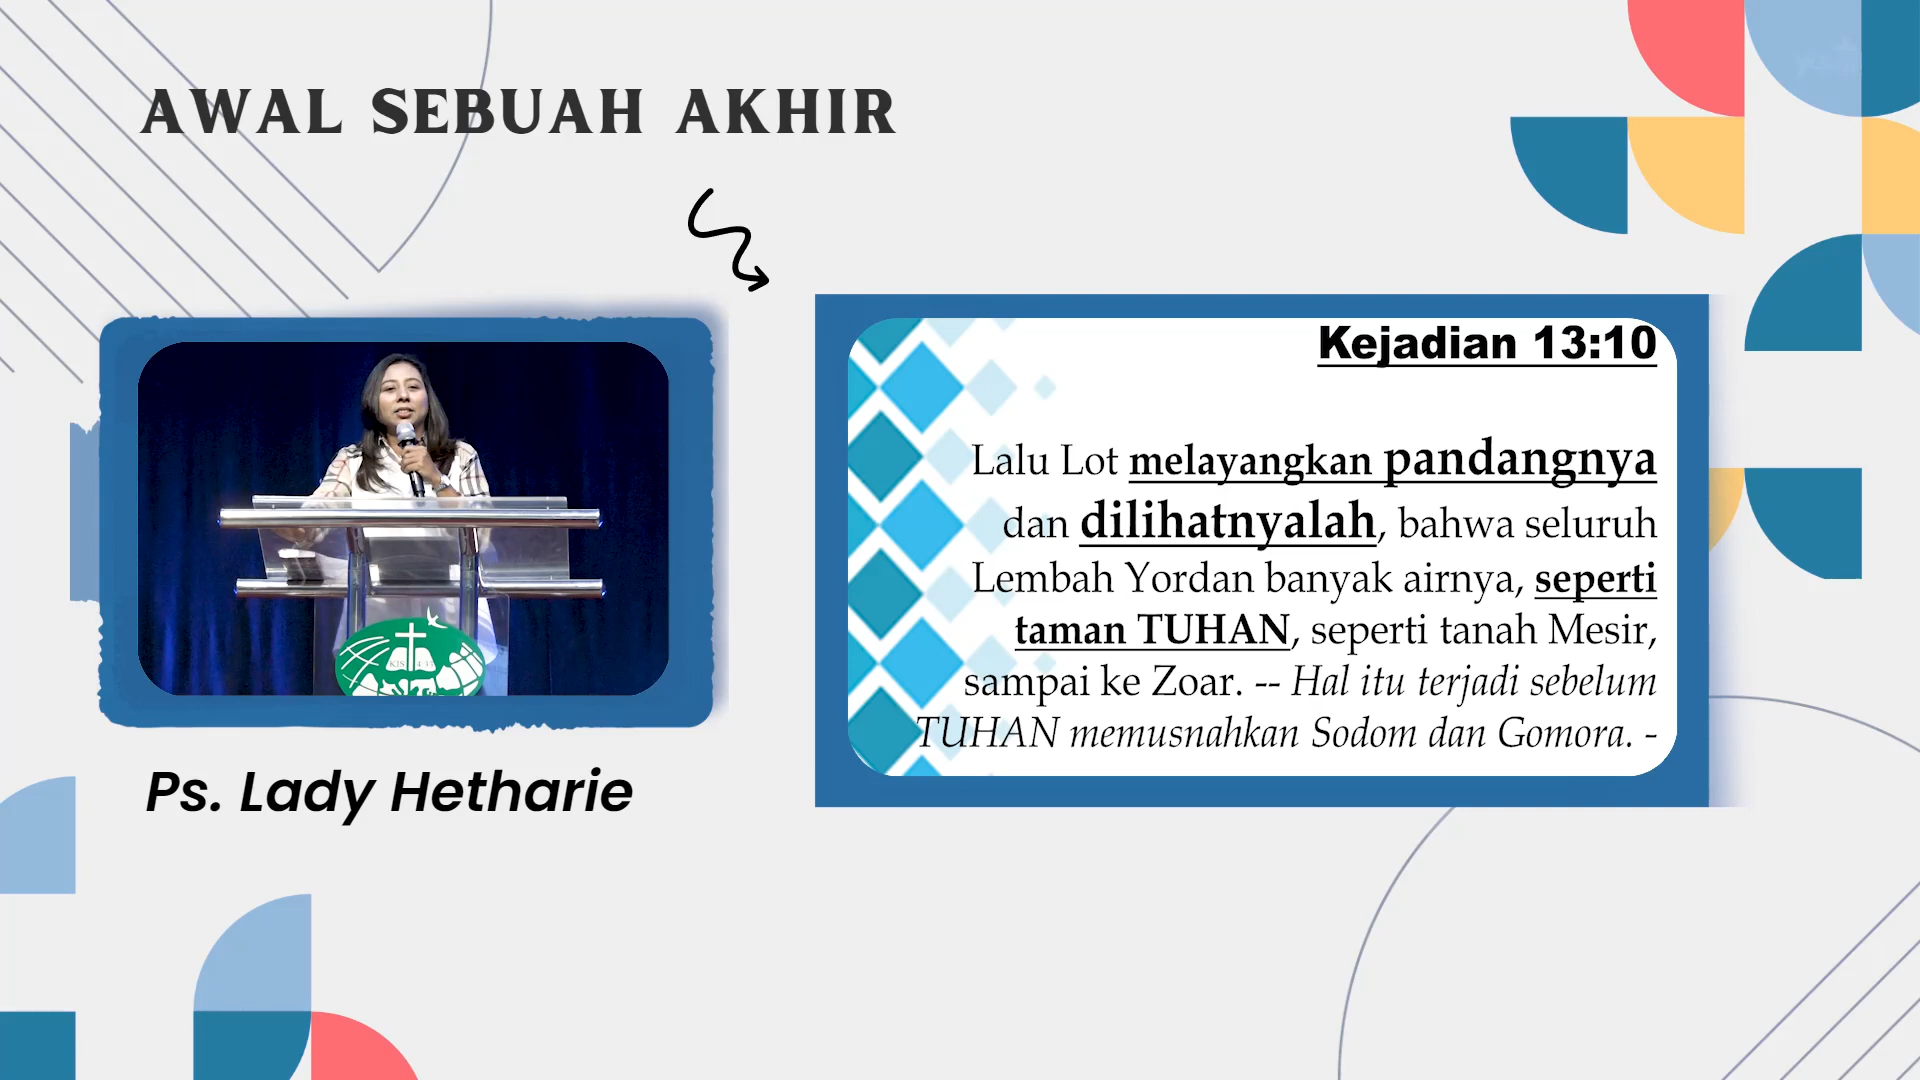 AWAL SEBUAH AKHIR
Kejadian 13:10
Lalu Lot melayangkan pandangnya
dan dilihatnyalah, bahwa seluruh
Lembah Yordan banyak airnya, seperti
taman TUHAN, seperti tanah Mesir,
sampai ke Zoar. -- Hal itu terjadi sebelum
TUHAN memusnahkan Sodom dan Gomora. -
Ps. Lady Hetharie